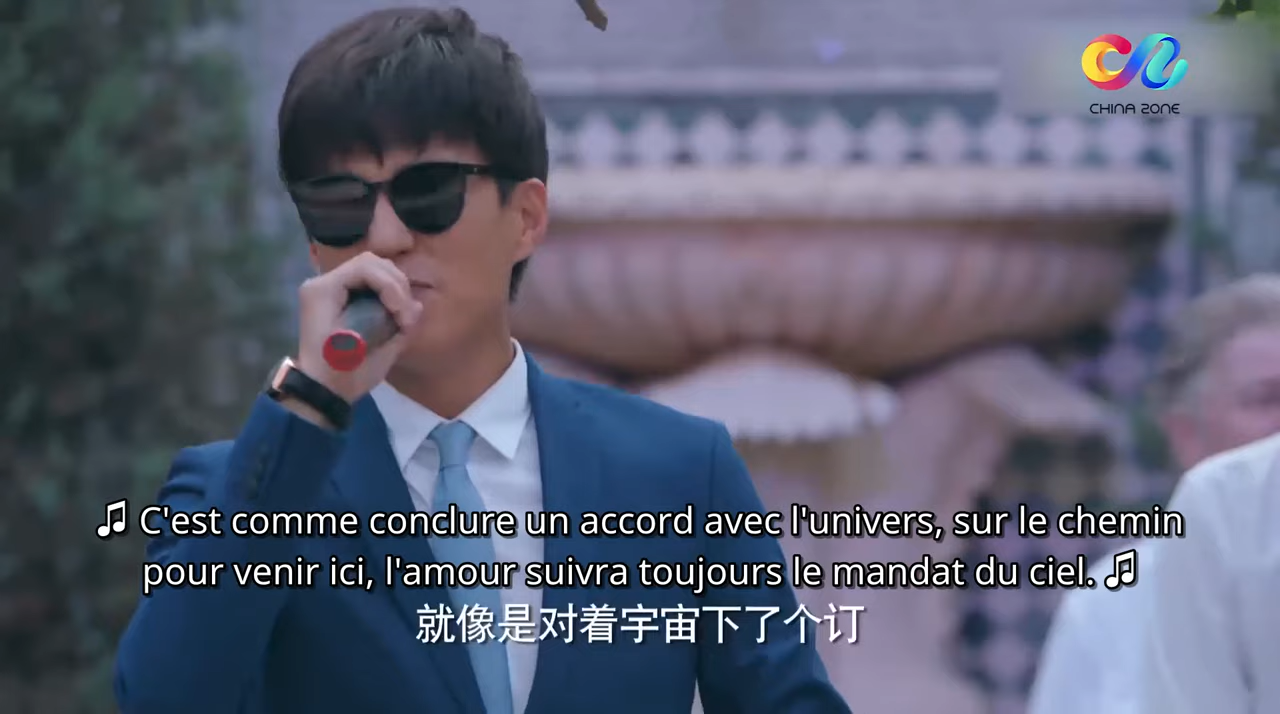 CHINA ZONE
♫ C'est comme conclure un accord avec l'univers, sur le chemin
pour venir ici, l'amour suivra toujours le mandat du ciel. ♫
就像是对着宇宙下了个订